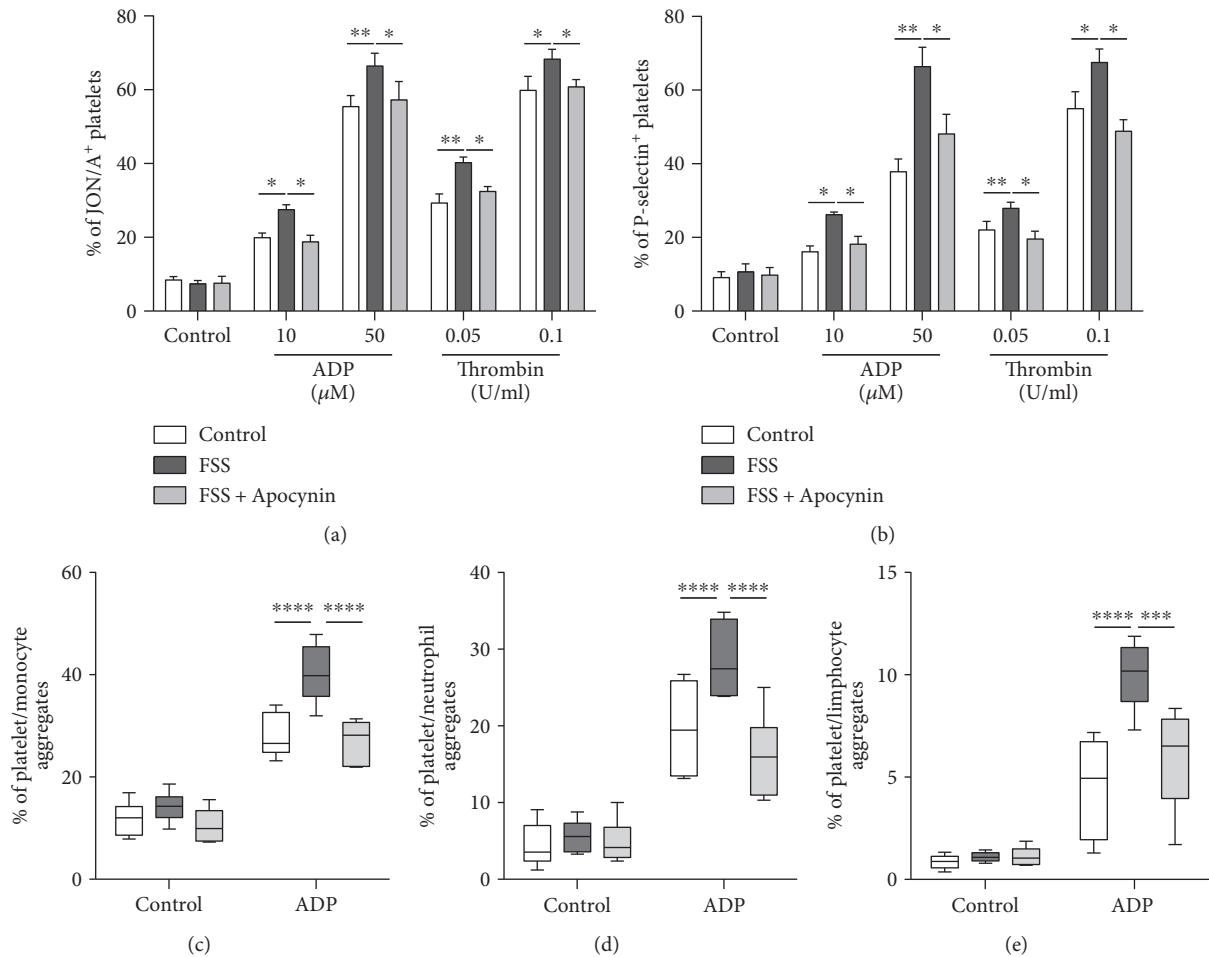 80
60
40
20
0
% of JON/A+ platelets
**
*
*
*
**
*
*
*
Control
10
50
0.05
0.1
ADP
(μM)
Thrombin
(U/ml)
Control
FSS
FSS + Apocynin
(a)
80
60
40
20
0
% of P-selectin+ platelets
**
*
*
*
*
*
**
*
Control
10
50
0.05
0.1
ADP
(μM)
Thrombin
(U/ml)
Control
FSS
FSS + Apocynin
(b)
60
40
20
0
% of platelet/monocyte
aggregates
**** ****
Control
ADP
(c)
40
30
20
10
0
% of platelet/neutrophil
aggregates
**** ****
Control
ADP
(d)
15
10
5
0
% of platelet/limphocyte
aggregates
**** ***
Control
ADP
(e)